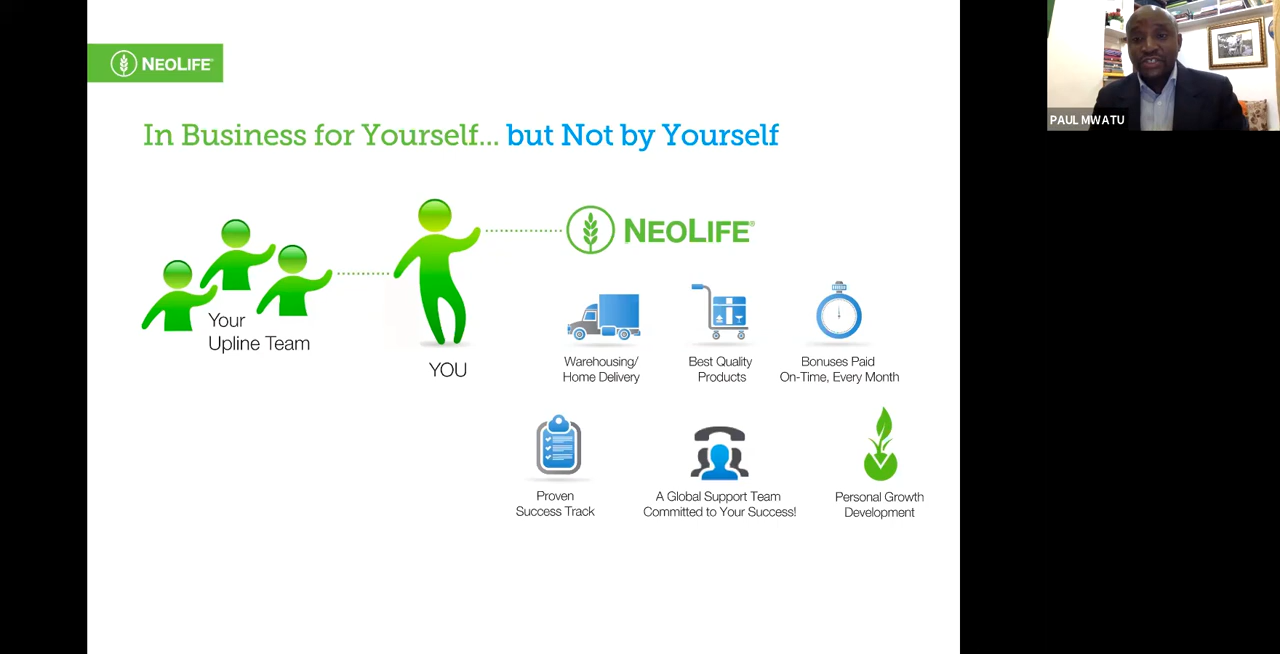 NEOLIFE®
PAUL MWATU
In Business for Yourself... but Not by Yourself
NEOLIFE®
Your
Upline Team
YOU
Warehousing/
Home Delivery
Best Quality
Products
Bonuses Paid
On-Time, Every Month
Proven
Success Track
A Global Support Team
Committed to Your Success!
Personal Growth
Development